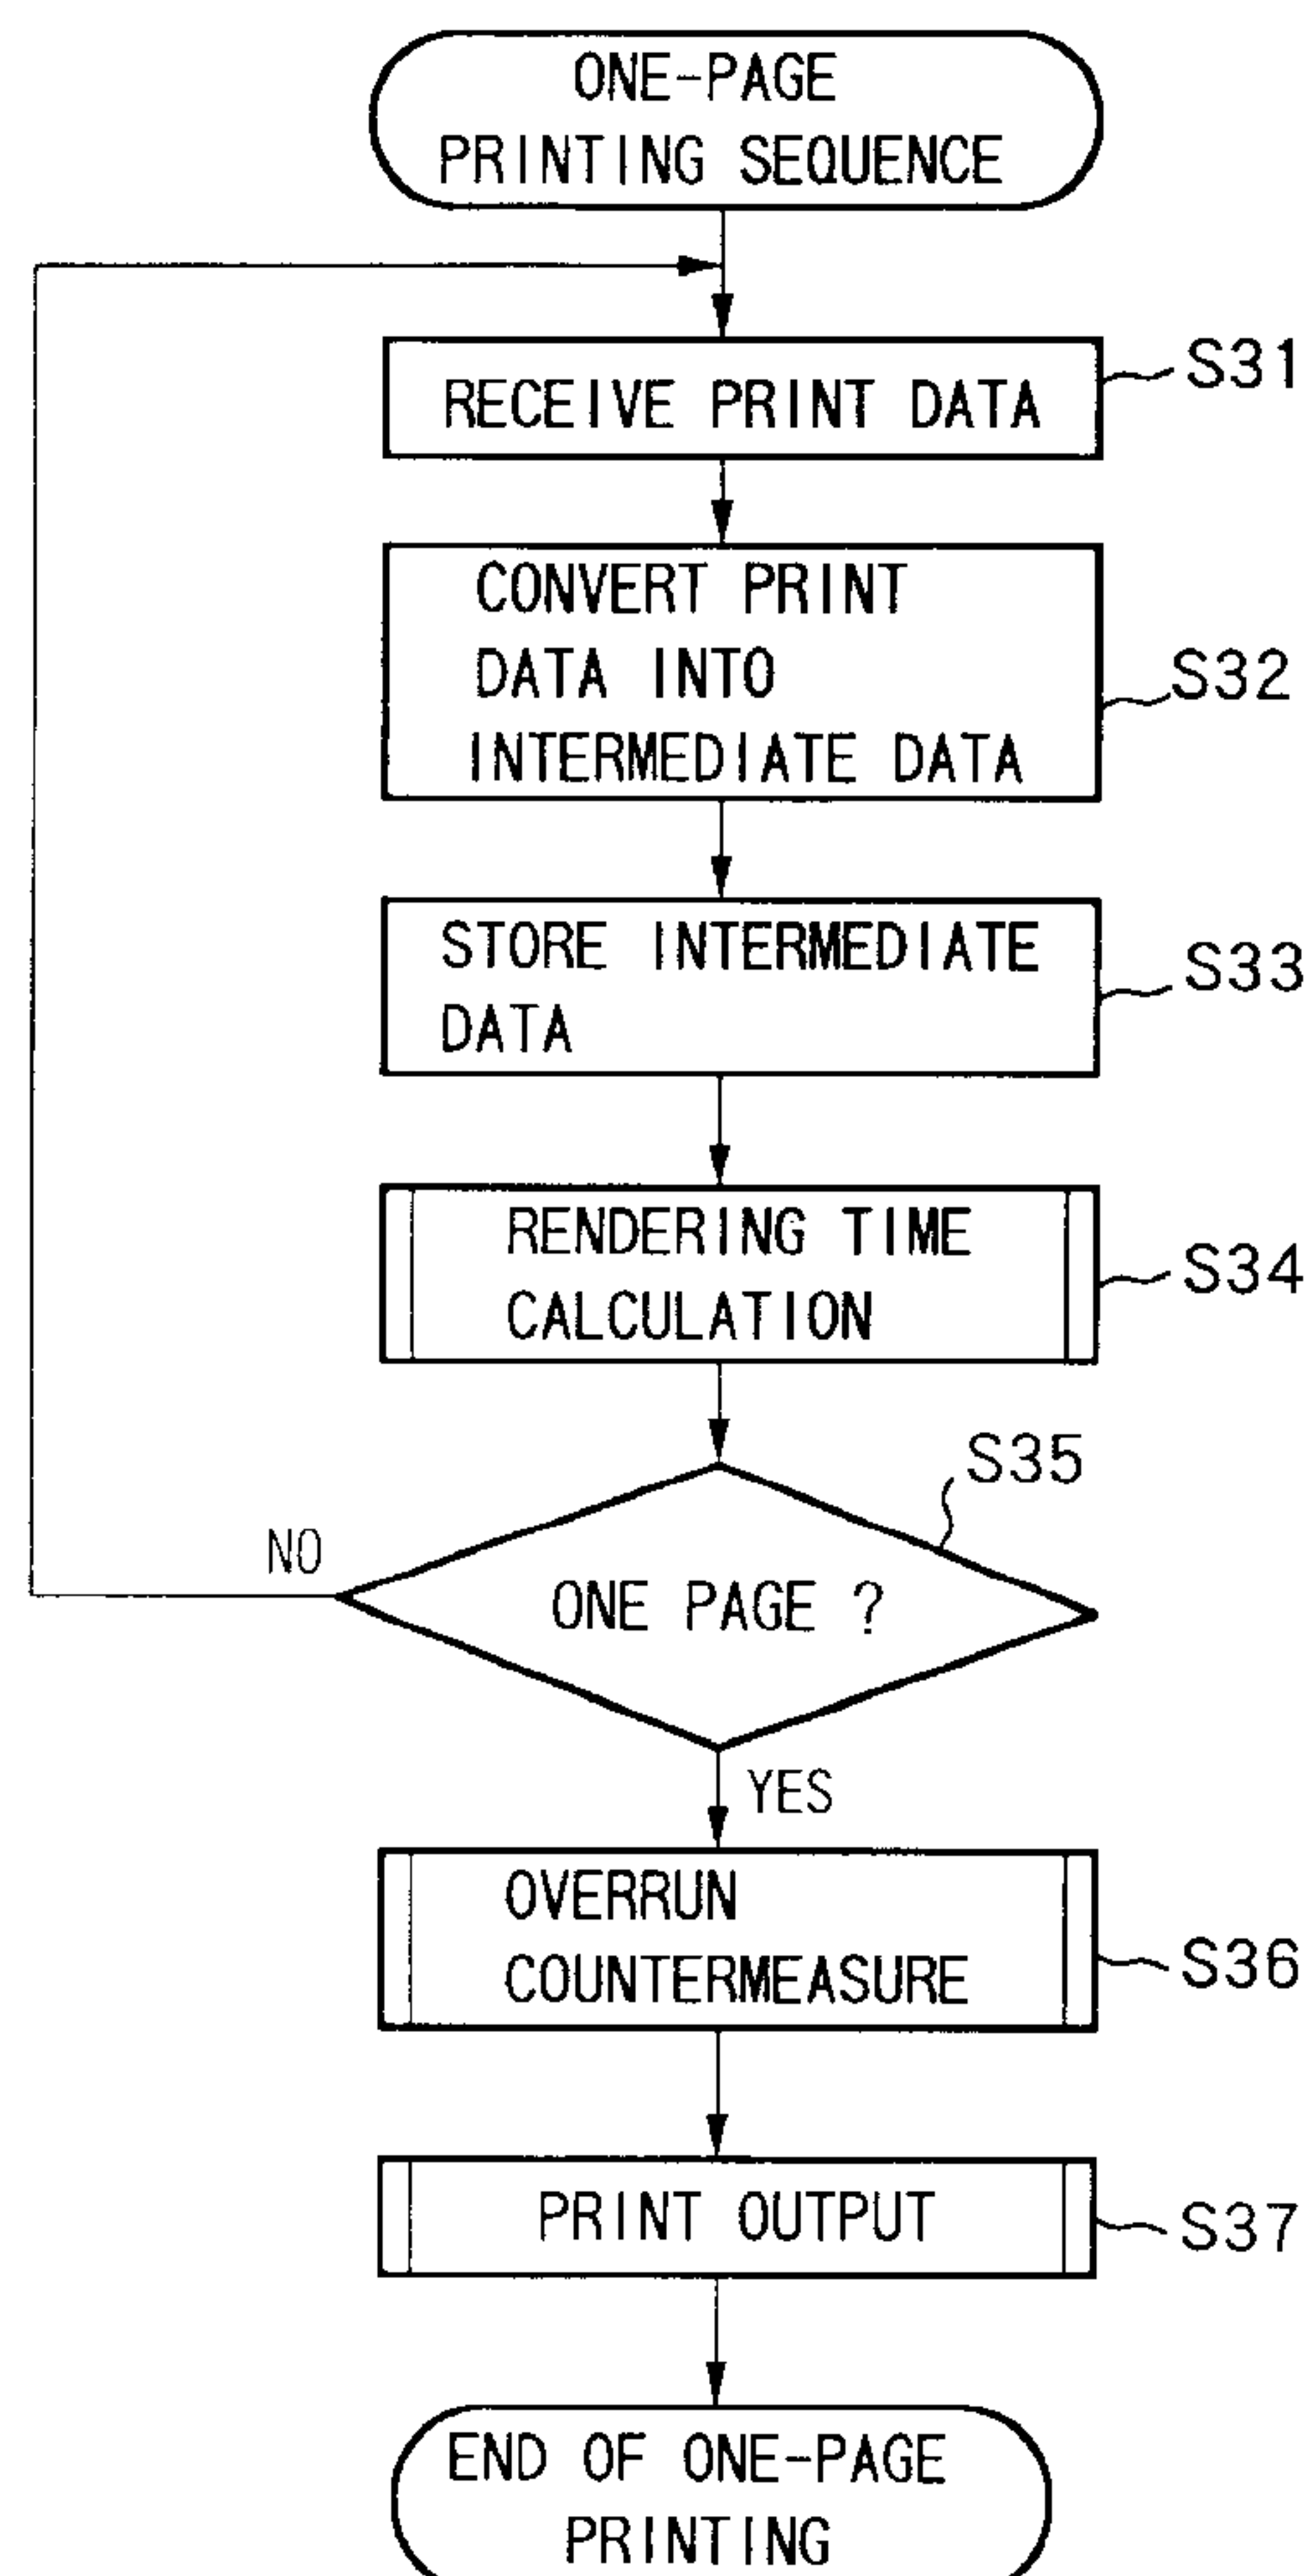 ONE-PAGE
PRINTING SEQUENCE
RECEIVE PRINT DATA
S31
CONVERT PRINT
DATA INTO
INTERMEDIATE DATA
S32
STORE INTERMEDIATE
DATA
S33
RENDERING TIME
CALCULATION
S34
S35
NO
ONE PAGE ?
YES
OVERRUN
COUNTERMEASURE
S36
PRINT OUTPUT
S37
END OF ONE-PAGE
PRINTING